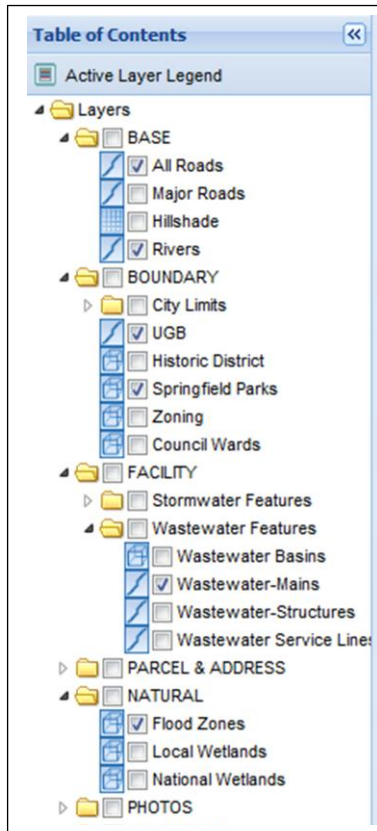 Table of Contents
Active Layer Legend
Layers
BASE
All Roads
Major Roads
Hillshade
Rivers
BOUNDARY
City Limits
UGB
Historic District
Springfield Parks
Zoning
Council Wards
FACILITY
Stormwater Features
Wastewater Features
Wastewater Basins
Wastewater-Mains
Wastewater-Structures
Wastewater Service Lines
PARCEL & ADDRESS
NATURAL
Flood Zones
Local Wetlands
National Wetlands
PHOTOS